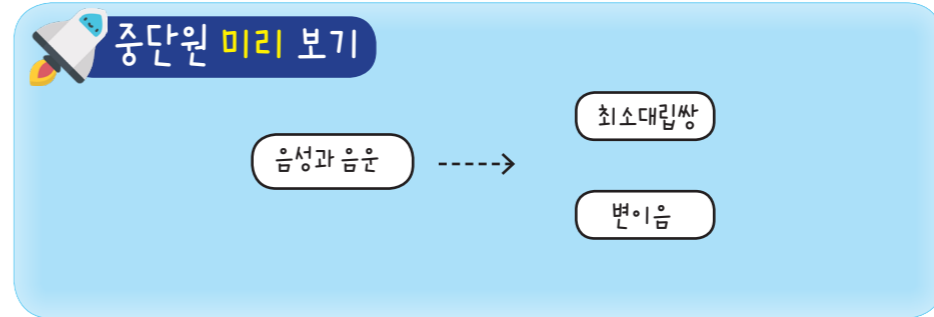 중단원 미리 보기
최소대립쌍
음성과 음운
변이음